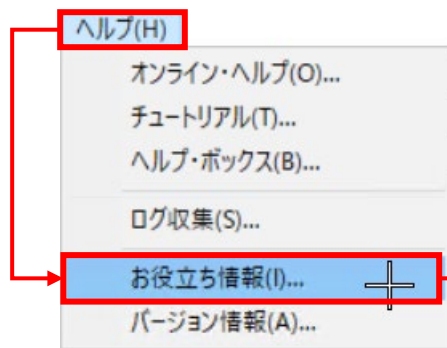 ヘルプ(H)
オンライン・ヘルプ(O)...
チュートリアル(T)...
ヘルプ・ボックス(B)...
ログ収集(S)...
お役立ち情報(I)...
バージョン情報(A)...